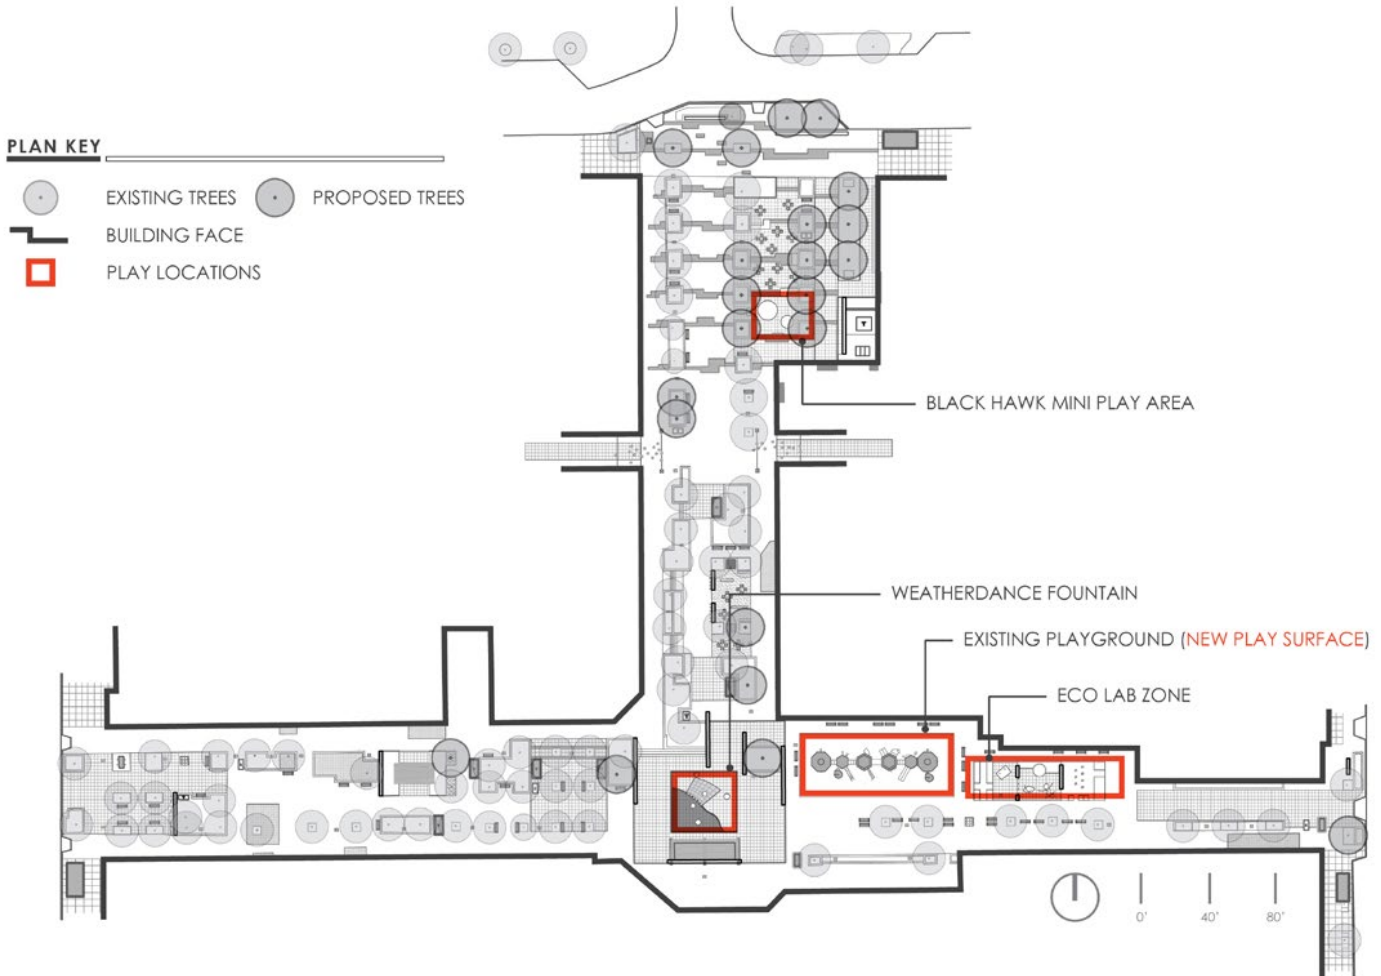 PLAN KEY
EXISTING TREES
PROPOSED TREES
BUILDING FACE
PLAY LOCATIONS
BLACK HAWK MINI PLAY AREA
WEATHERDANCE FOUNTAIN
EXISTING PLAYGROUND (NEW PLAY SURFACE)
ECO LAB ZONE
0' 40' 80'